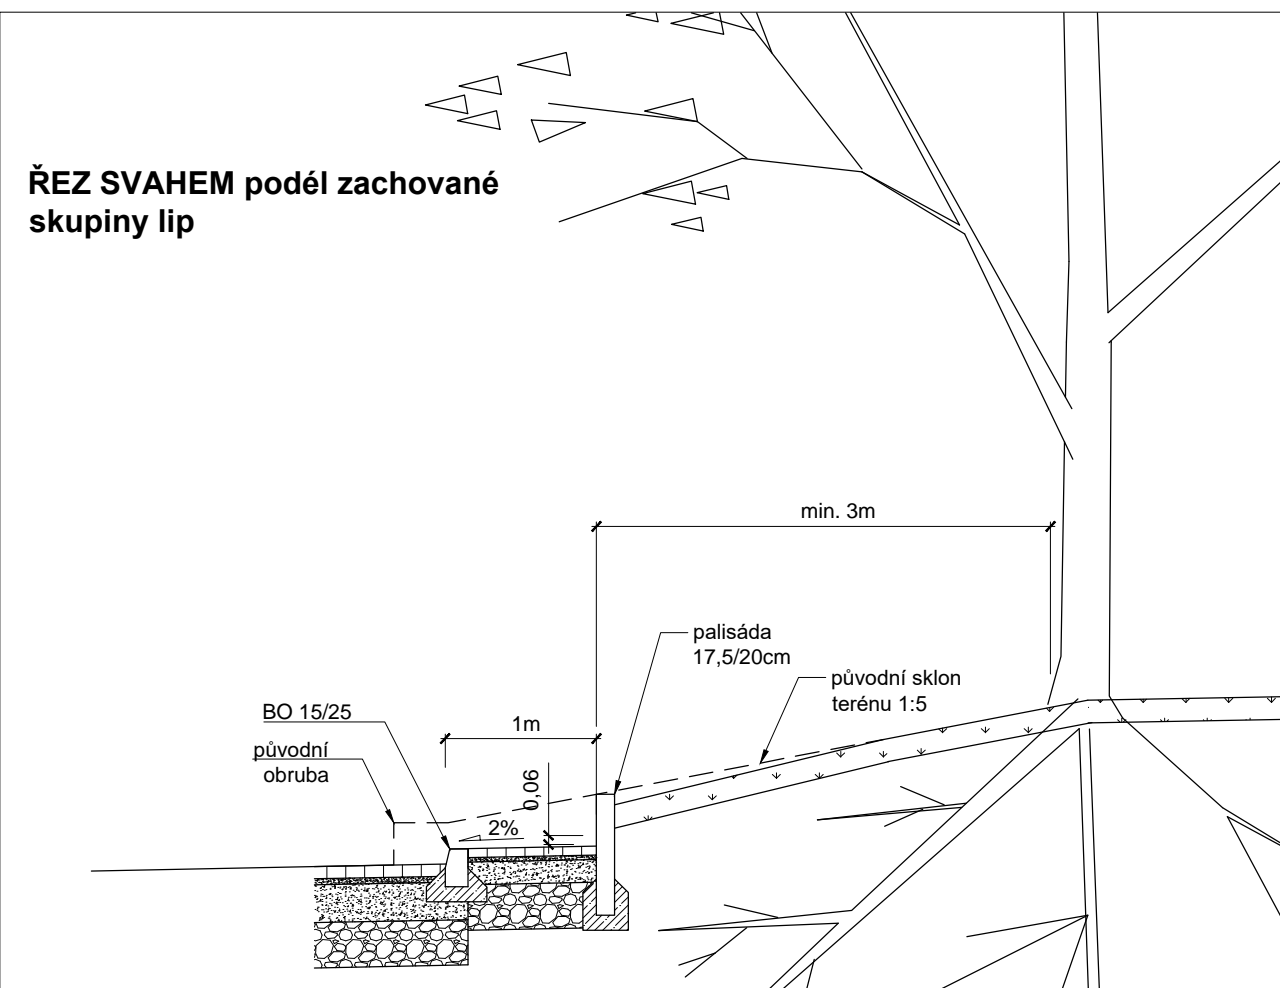 ŘEZ SVAHEM podél zachované
skupiny lip
min. 3m
palisáda
17,5/20cm
původní sklon
terénu 1:5
BO 15/25
1m
původní
obruba
0,06
2%